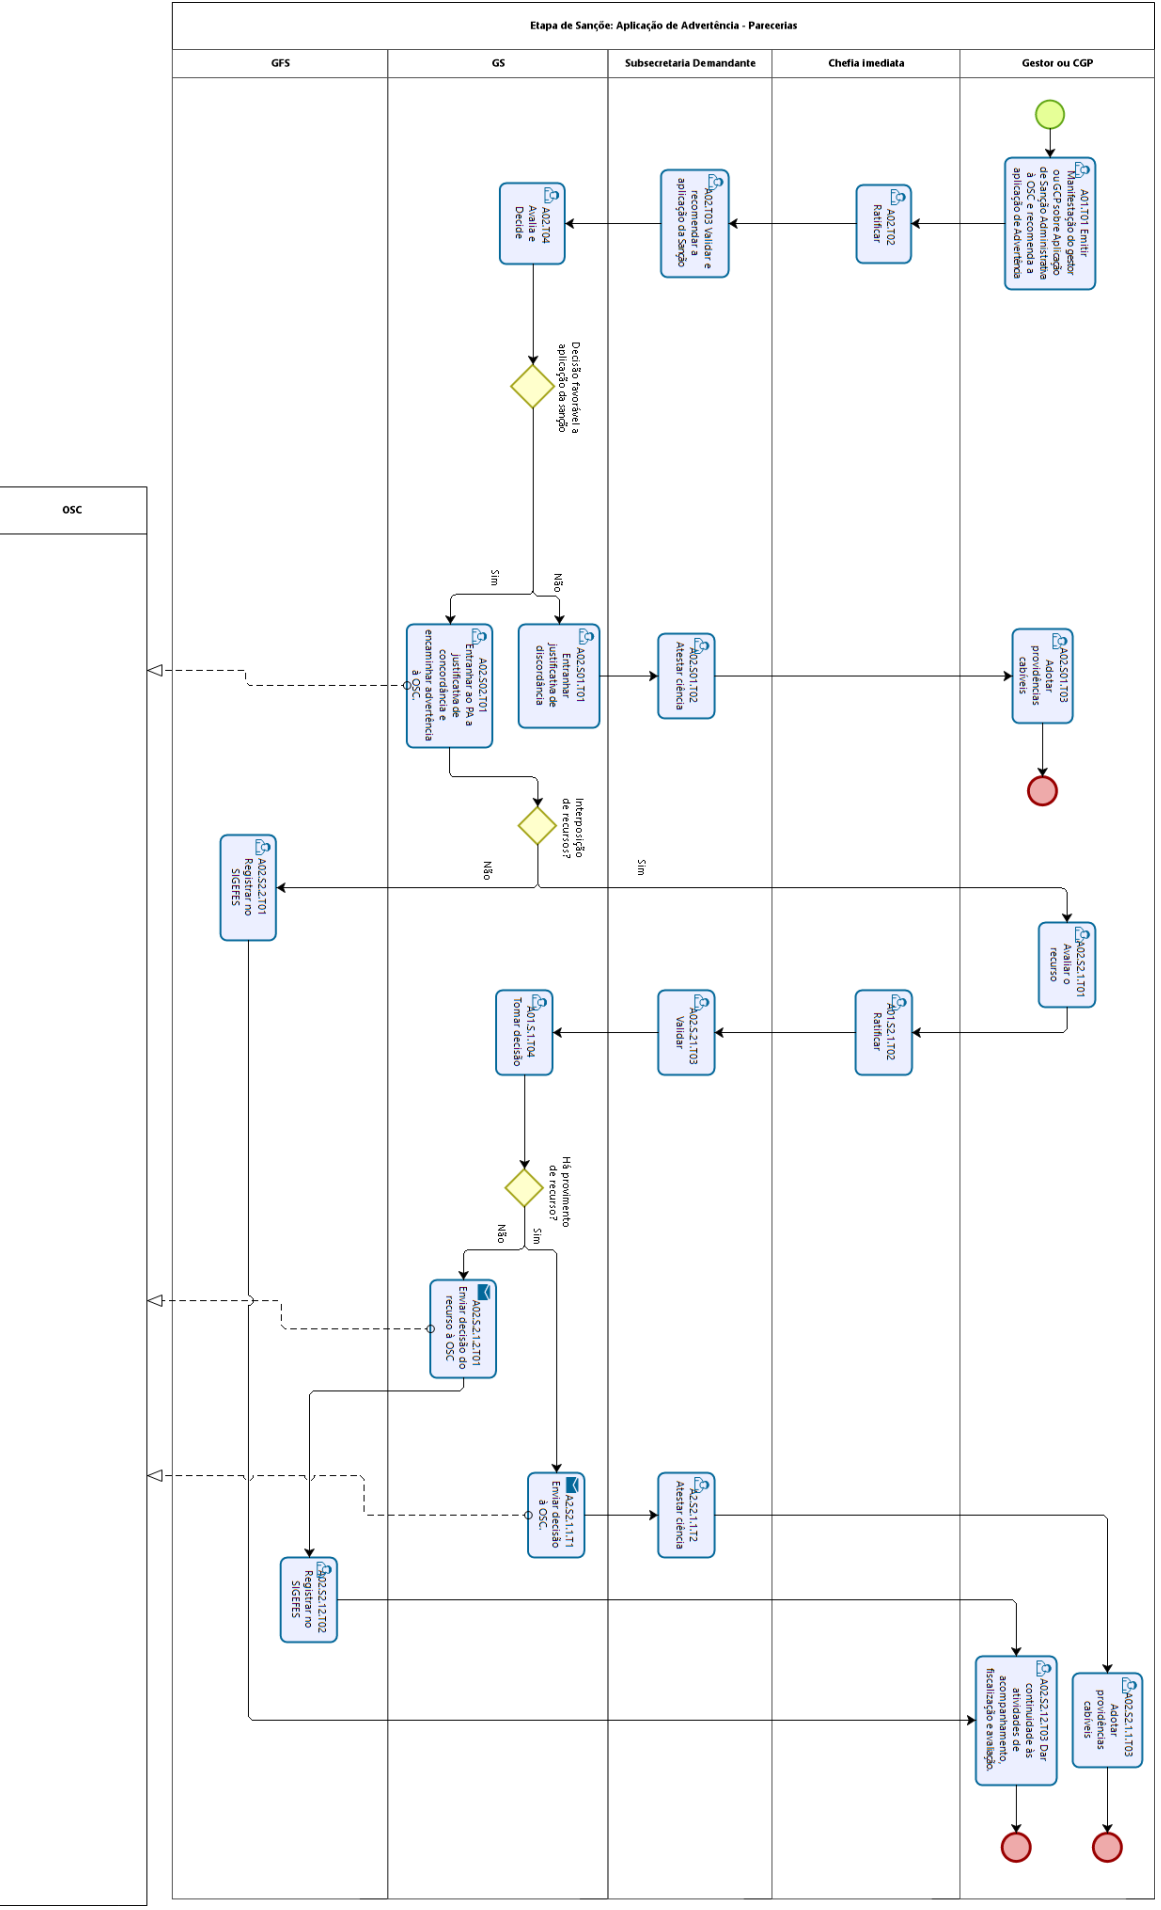 Etapa de Sançõe: Aplicação de Advertência - Parecerias
GFS
GS
Subsecretaria Demandante
Chefia imediata
Gestor ou CGP
A01.T01 Emitir
Manifestação do gestor
ou GCP sobre Aplicação
de Sanção Administrativa
à OSC e recomenda a
aplicação de Advertência
A02.T02
Ratificar
A02.T03 Validar e
recomendar a
aplicação da Sanção
A02.T04
Avalia e
Decide
Decisão favorável a
aplicação da sanção
OSC
Sim
Não
A02.S02.T01
Entranhar ao PA a
justificativa de
concordância e
encaminhar advertência
à OSC.
A02.S01.T01
Entranhar
justificativa de
discordância
A02.S01.T02
Atestar ciência
A02.S01.T03
Adotar
providências
cabíveis
Interposição
de recursos?
Não
Sim
A02.S2.2.T01
Registrar no
SIGEFES
A02.S2.1.T01
Avaliar o
recurso
A01.S2.1.T02
Ratificar
A02.S.21.T03
Validar
A01.S.1.T04
Tomar decisão
Há provimento
de recurso?
Não
Sim
A02.S.2.1.2.T01
Enviar decisão do
recurso à OSC
A2.S2.1.1.T1
Enviar decisão
à OSC.
A2.S2.1.1.T2
Atestar ciência
A02.S2.12.T02
Registrar no
SIGEFES
A02.S2.12.T03 Dar
continuidade às
atividades de
acompanhamento,
fiscalização e avaliação.
A02.S2.1.1.T03
Adotar
providências
cabíveis